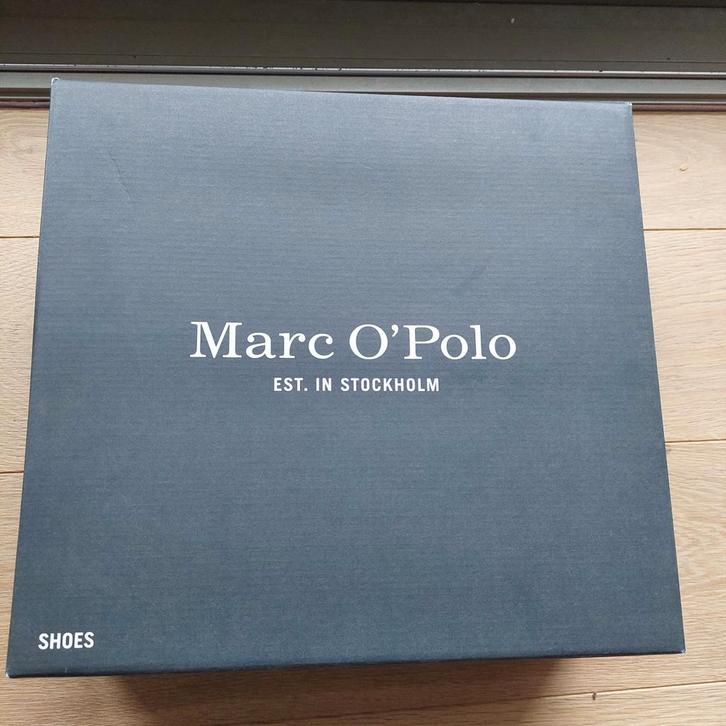 Marc O'Polo
EST. IN STOCKHOLM
SHOES